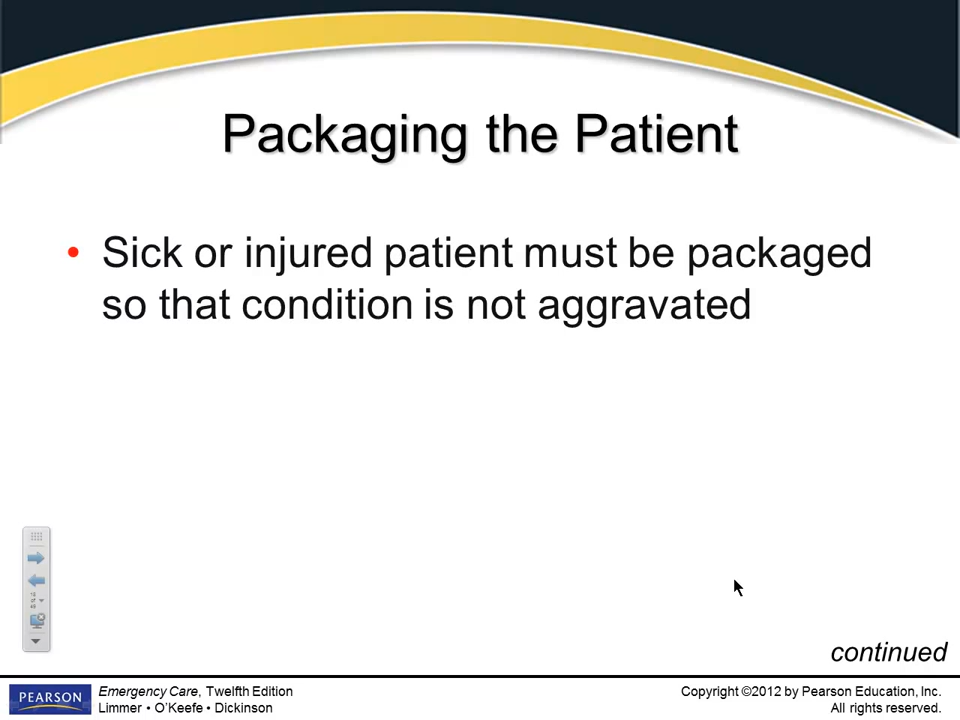 Packaging the Patient
• Sick or injured patient must be packaged
so that condition is not aggravated
continued
PEARSON
Emergency Care, Twelfth Edition
Limmer • O'Keefe • Dickinson
Copyright ©2012 by Pearson Education, Inc.
All rights reserved.